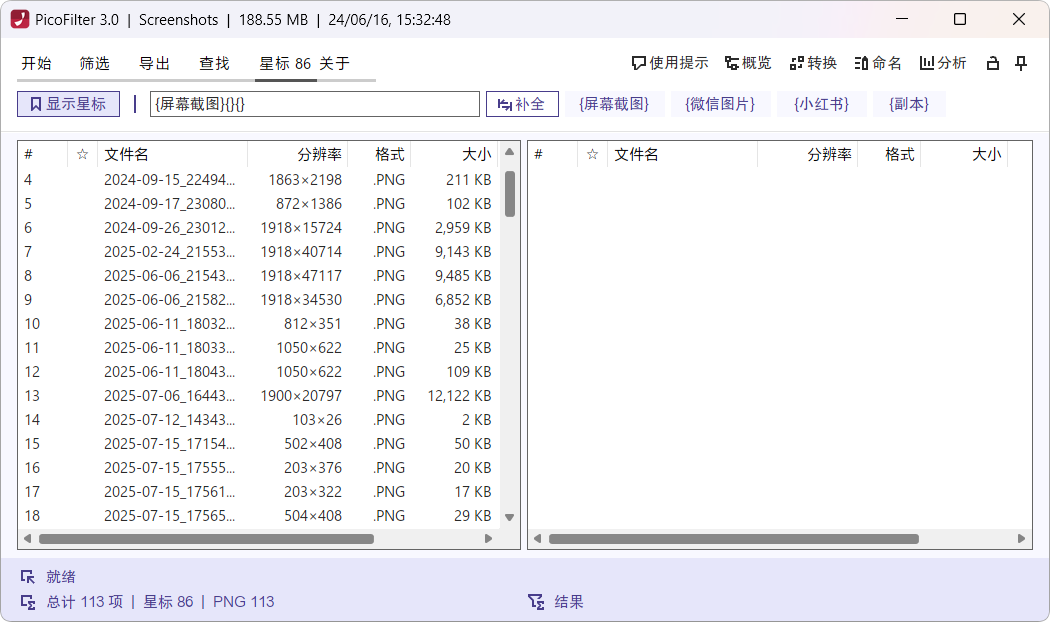 PicoFilter 3.0 | Screenshots | 188.55 MB | 24/06/16, 15:32:48
开始 筛选 导出 查找 星标 86 关于 使用提示 概览 转换 命名 分析
显示星标 {屏幕截图}{}{} 补全 {屏幕截图} {微信图片} {小红书} {副本}
# ☆ 文件名 分辨率 格式 大小 # ☆ 文件名 分辨率 格式 大小
4 2024-09-15_22494... 1863×2198 .PNG 211 KB
5 2024-09-17_23080... 872×1386 .PNG 102 KB
6 2024-09-26_23012... 1918×15724 .PNG 2,959 KB
7 2025-02-24_21553... 1918×40714 .PNG 9,143 KB
8 2025-06-06_21543... 1918×47117 .PNG 9,485 KB
9 2025-06-06_21582... 1918×34530 .PNG 6,852 KB
10 2025-06-11_18032... 812×351 .PNG 38 KB
11 2025-06-11_18033... 1050×622 .PNG 25 KB
12 2025-06-11_18043... 1050×622 .PNG 109 KB
13 2025-07-06_16443... 1900×20797 .PNG 12,122 KB
14 2025-07-12_14343... 103×26 .PNG 2 KB
15 2025-07-15_17154... 502×408 .PNG 50 KB
16 2025-07-15_17555... 203×376 .PNG 20 KB
17 2025-07-15_17561... 203×322 .PNG 17 KB
18 2025-07-15_17565... 504×408 .PNG 29 KB
就绪
总计 113 项 | 星标 86 | PNG 113 结果